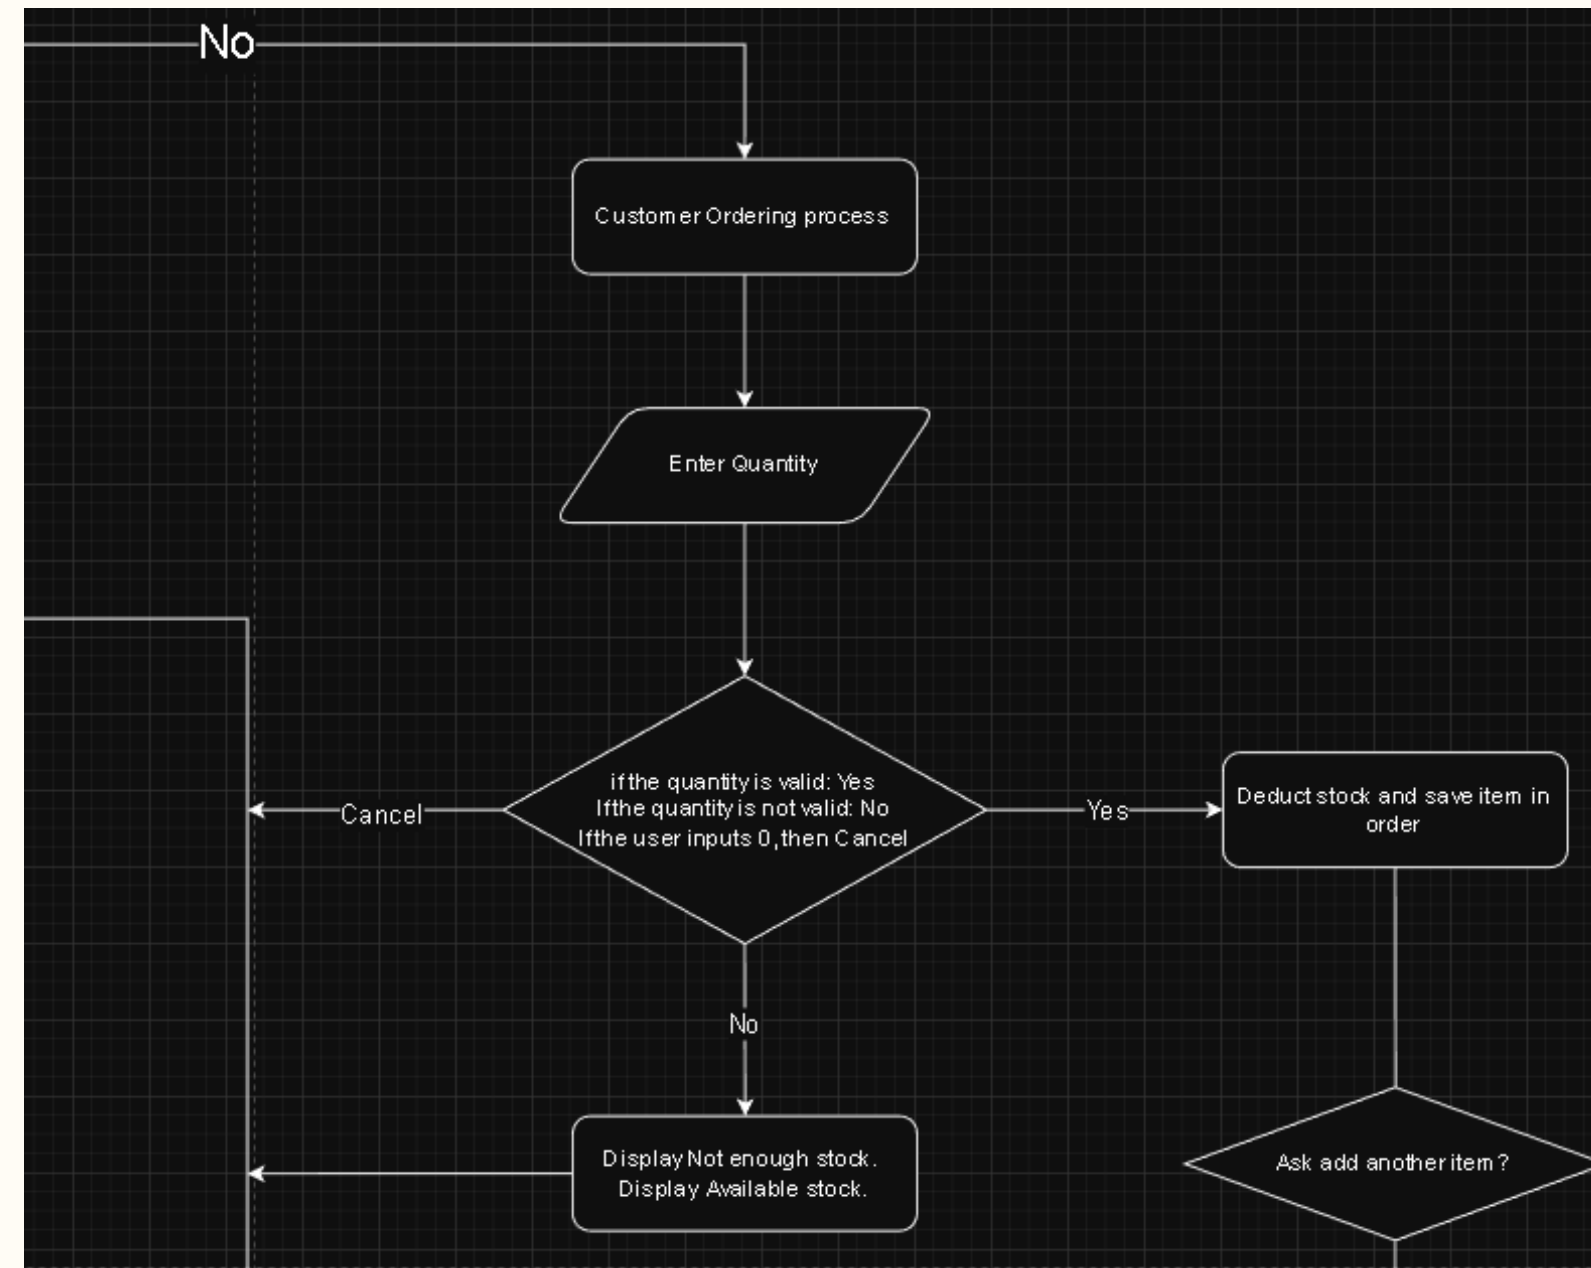 No
Customer Ordering process
Enter Quantity
if the quantity is valid: Yes
If the quantity is not valid: No
If the user inputs 0, then Cancel
Cancel
Yes
Deduct stock and save item in
order
No
Display Not enough stock.
Display Available stock.
Ask add another item?